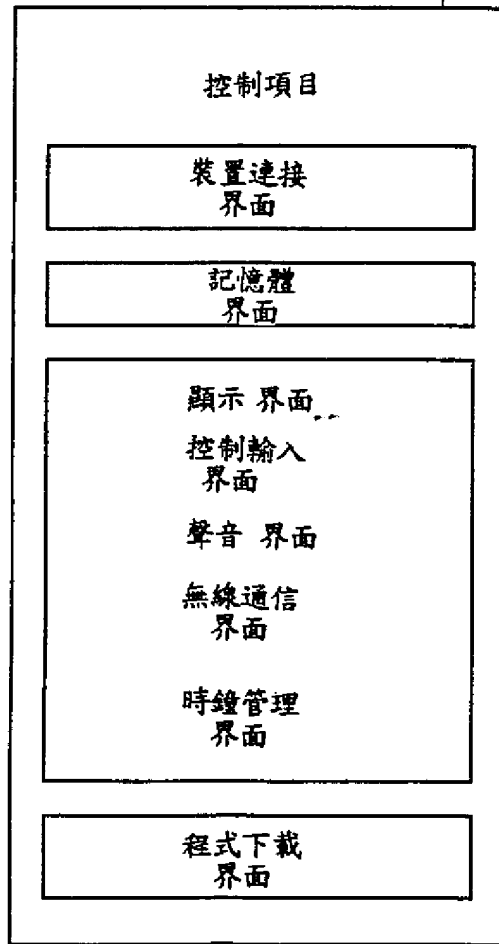 控制項目
裝置連接
界面
記憶體
界面
顯示 界面
控制輸入
界面
聲音 界面
無線通信
界面
時鐘管理
界面
程式下載
界面